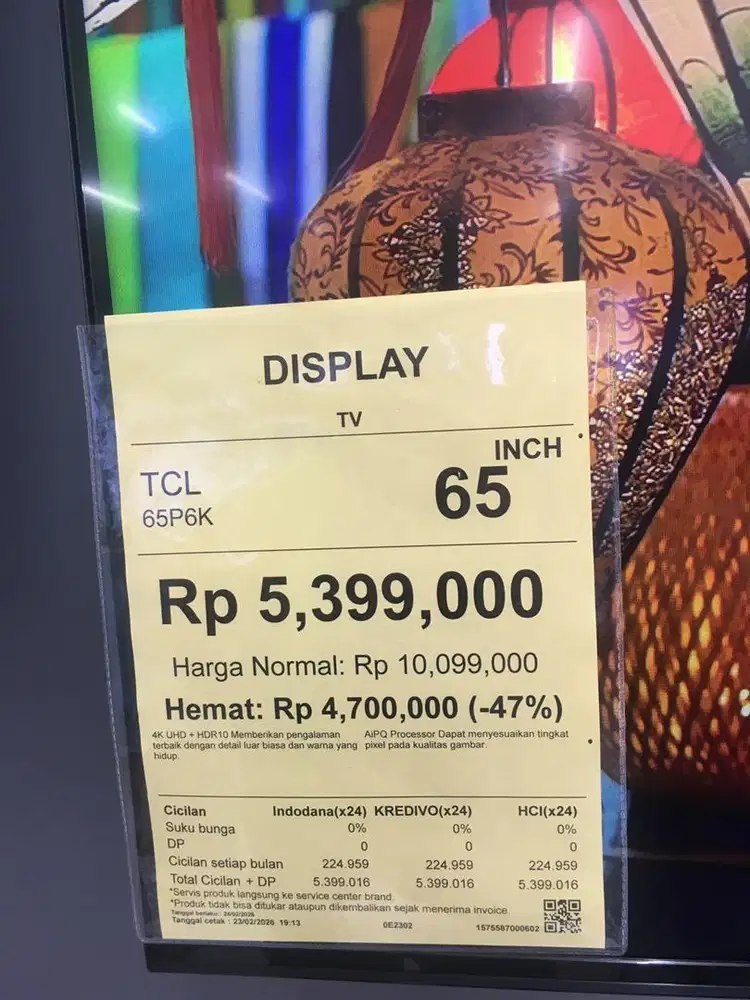 DISPLAY
TV
INCH
TCL
65
65P6K
Rp 5,399,000
Harga Normal: Rp 10,099,000
Hemat: Rp 4,700,000 (-47%)
4K UHD + HDR10 Memberikan pengalaman
terbaik dengan detail luar biasa dan warna yang
hidup.
AiPQ Processor Dapat menyesuaikan tingkat
pixel pada kualitas gambar.
Cicilan Indodana(x24) KREDIVO(x24) HCI(x24)
Suku bunga 0% 0% 0%
DP 0 0 0
Cicilan setiap bulan 224.959 224.959 224.959
Total Cicilan + DP 5.399.016 5.399.016 5.399.016
*Servis produk langsung ke service center brand.
*Produk tidak bisa ditukar ataupun dikembalikan sejak menerima invoice.
Tanggal berlaku : 24/02/2026
Tanggal cetak : 23/02/2026 19:13 0E2302 1575587000602